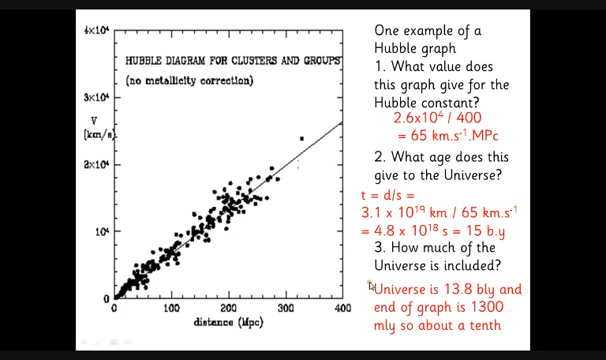 4×10⁴
HUBBLE DIAGRAM FOR CLUSTERS AND GROUPS
(no metallicity correction)
3×10⁴
V
(km/s)
2×10⁴
10⁴
0
0 100 200 300 400
distance (Mpc)
One example of a
Hubble graph
1. What value does
this graph give for the
Hubble constant?
2.6x10⁴ / 400
= 65 km.s⁻¹.MPc
2. What age does this
give to the Universe?
t = d/s =
3.1 x 10¹⁹ km / 65 km.s⁻¹
= 4.8 x 10¹⁸ s = 15 b.y
3. How much of the
Universe is included?
Universe is 13.8 bly and
end of graph is 1300
mly so about a tenth